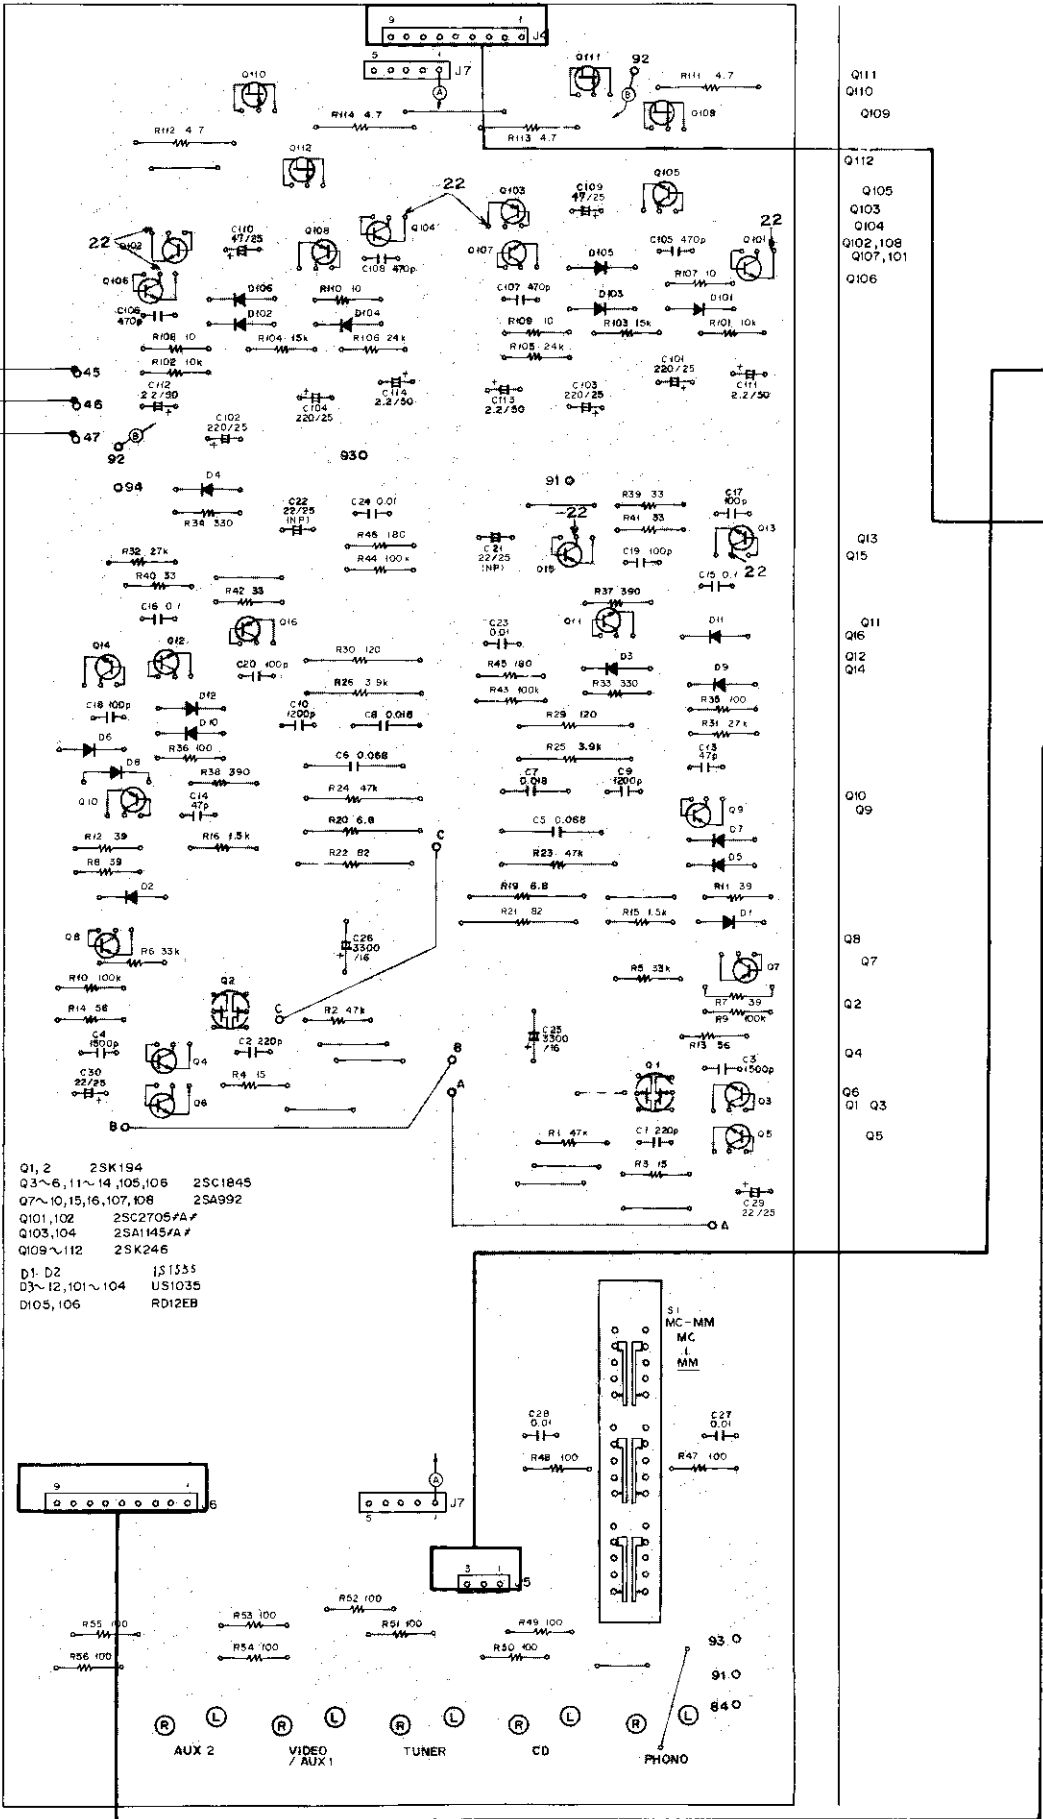 9 1 J4
5 1 J7
A
Q110
Q111
92
B
R111 4.7
Q111
Q110
Q109
Q109
R114 4.7
R113 4.7
R112 4.7
Q112
Q112
22
Q103
C109
47/25
Q105
Q105
Q103
Q104
Q102,108
Q107,101
Q106
22
Q102
C110
47/25
Q108
Q104
C108 470p
Q107
D105
C105 470p
Q101
22
Q106
C106
470p
D106
D102
R110 10
D104
C107 470p
D103
R107 10
D101
R108 10
R104 15k
R106 24k
R109 10
R103 15k
R101 10k
R102 10k
R105 24k
45
46
47
C112
2.2/50
C104
220/25
C114
2.2/50
C113
2.2/50
C103
220/25
C101
220/25
C111
2.2/50
C102
220/25
B
92
93
94
D4
R34 330
C22
22/25
(NP)
C24 0.01
R46 180
R44 100k
91
22
R39 33
R41 33
C17
100p
Q13
Q13
Q15
C21
22/25
(NP)
Q15
C19 100p
22
C15 0.1
R32 27k
R40 33
R42 33
C16 0.1
R37 390
Q11
D11
Q11
Q16
Q12
Q14
Q14
Q12
Q16
C23
0.01
R30 120
C20 100p
R26 3.9k
R45 180
R43 100k
D3
R33 330
D9
R35 100
R31 27k
C18 100p
D12
D10
C10
1200p
C8 0.018
R29 120
D6
R36 100
C6 0.068
R25 3.9k
C13
47p
D8
R38 390
Q10
C14
47p
R24 47k
C7
0.018
C9
1200p
Q10
Q9
Q9
R20 6.8
C5 0.068
D7
R12 39
R16 1.5k
R22 82
C
R23 47k
D5
R8 39
D2
R19 6.8
R11 39
R21 82
R15 1.5k
D1
Q8
R6 33k
C26
3300
/16
R5 33k
Q7
Q8
Q7
R10 100k
Q2
R7 39
R9 100k
Q2
R14 56
C
R2 47k
C25
3300
/16
R13 56
C4
1500p
Q4
C2 220p
B
C3
1500p
Q4
C30
22/25
R4 15
A
Q1
Q3
Q6
Q1 Q3
Q6
B
R1 47k
C1 220p
Q5
Q5
R3 15
C29
22/25
A
Q1, 2 2SK194
Q3~6, 11~14, 105, 106 2SC1845
Q7~10, 15, 16, 107, 108 2SA992
Q101, 102 2SC2705*A*
Q103, 104 2SA1145*A*
Q109~112 2SK246
D1, D2 1S1555
D3~12, 101~104 US1035
D105, 106 RD12EB
S1
MC-MM
MC
↓
MM
C28
0.01
C27
0.01
R48 100
R47 100
9 1
J6
A
5 1 J7
3 1 J5
R52 100
R53 100
R55 100
R51 100
R49 100
R54 100
R50 100
R56 100
93
91
84
R L R L R L R L R L
AUX 2 VIDEO / AUX 1 TUNER CD PHONO